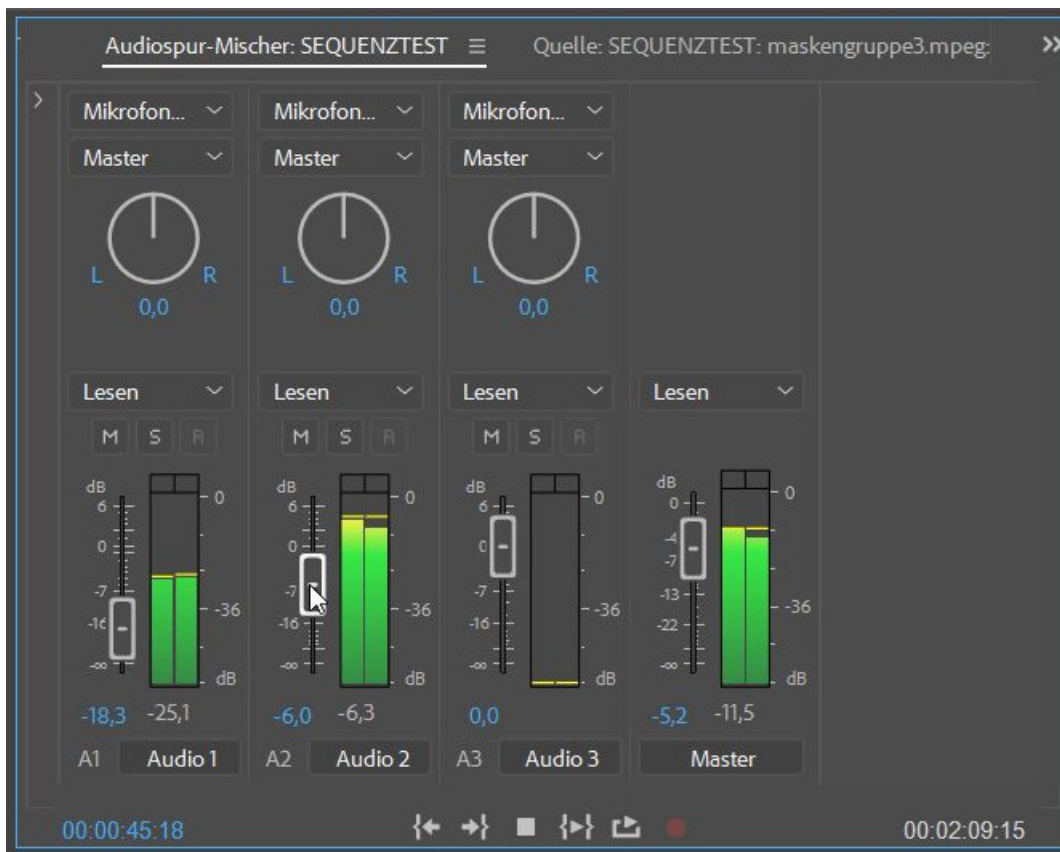 Audiospur-Mischer: SEQUENZTEST
Quelle: SEQUENZTEST: maskengruppe3.mpeg:
Mikrofon... Mikrofon... Mikrofon...
Master Master Master
L R L R L R
0,0 0,0 0,0
Lesen Lesen Lesen Lesen
M S R M S R M S R
dB 6 0 -7 -16 -∞
0 -36 dB
dB 6 0 -7 -16 -∞
0 -36 dB
dB 6 0 -7 -16 -∞
0 -36 dB
dB 0 -4 -7 -13 -22 -∞
0 -36 dB
-18,3 -25,1 -6,0 -6,3 0,0 -5,2 -11,5
A1 Audio 1 A2 Audio 2 A3 Audio 3 Master
00:00:45:18 00:02:09:15